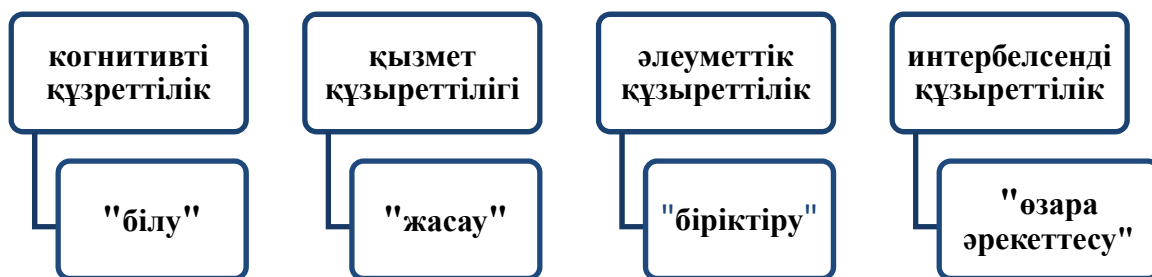 когнитивті
құзреттілік
"білу"
қызмет
құзыреттілігі
"жасау"
әлеуметтік
құзыреттілік
"біріктіру"
интербелсенді
құзыреттілік
"өзара
әрекеттесу"